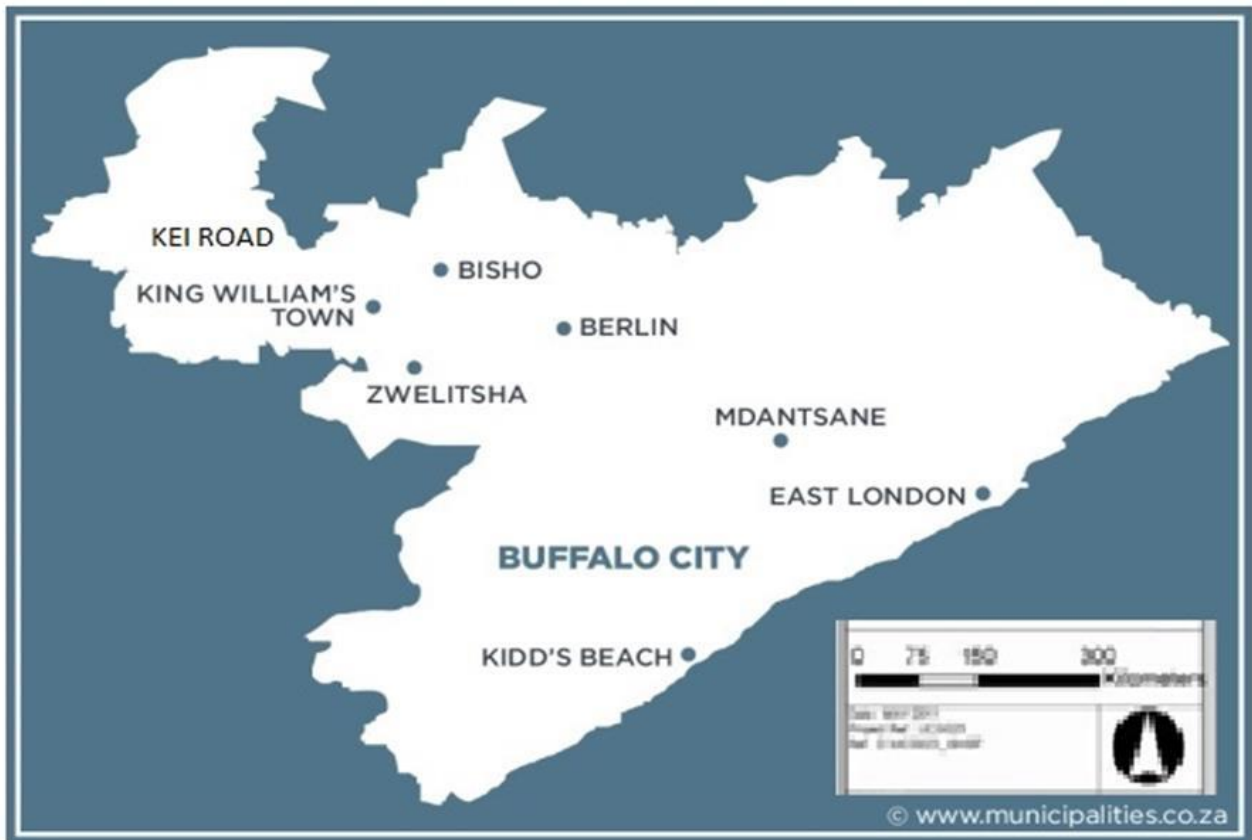 KEI ROAD
BISHO
KING WILLIAM'S
TOWN
BERLIN
ZWELITSHA
MDANTSANE
EAST LONDON
BUFFALO CITY
KIDD'S BEACH
0 75 150 300
Kilometers
© www.municipalities.co.za